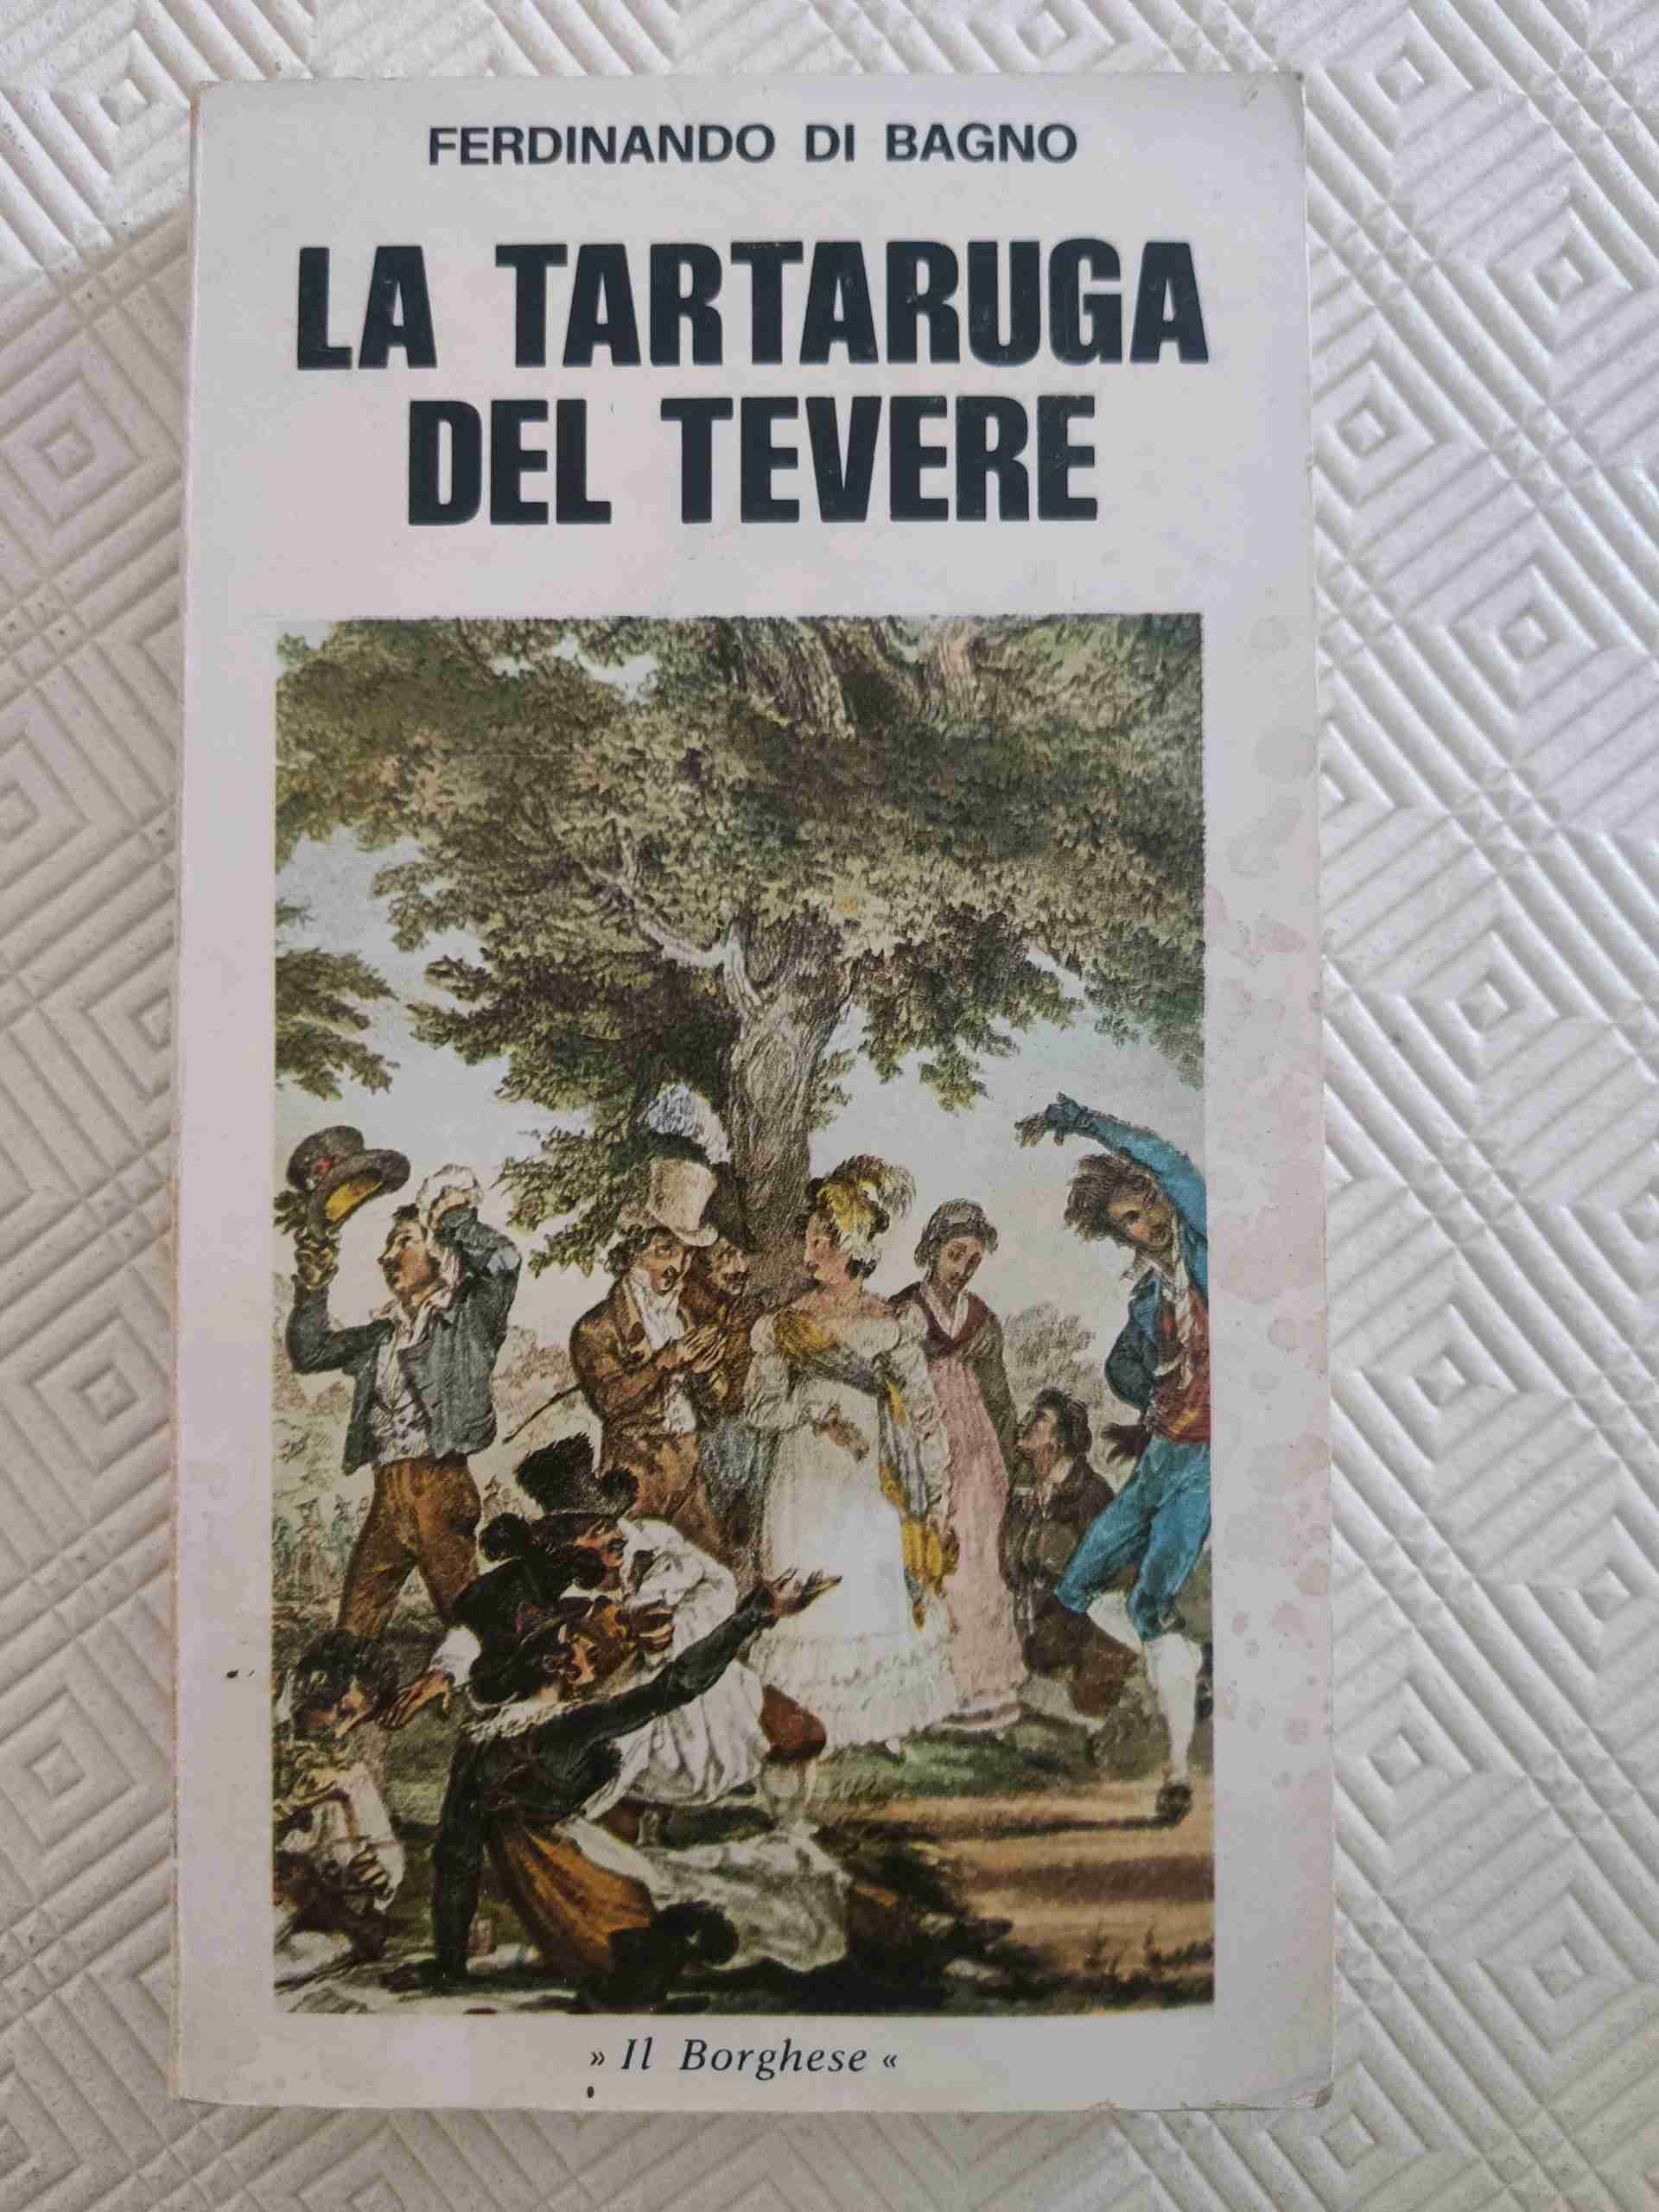 FERDINANDO DI BAGNO
LA TARTARUGA
DEL TEVERE
» Il Borghese «